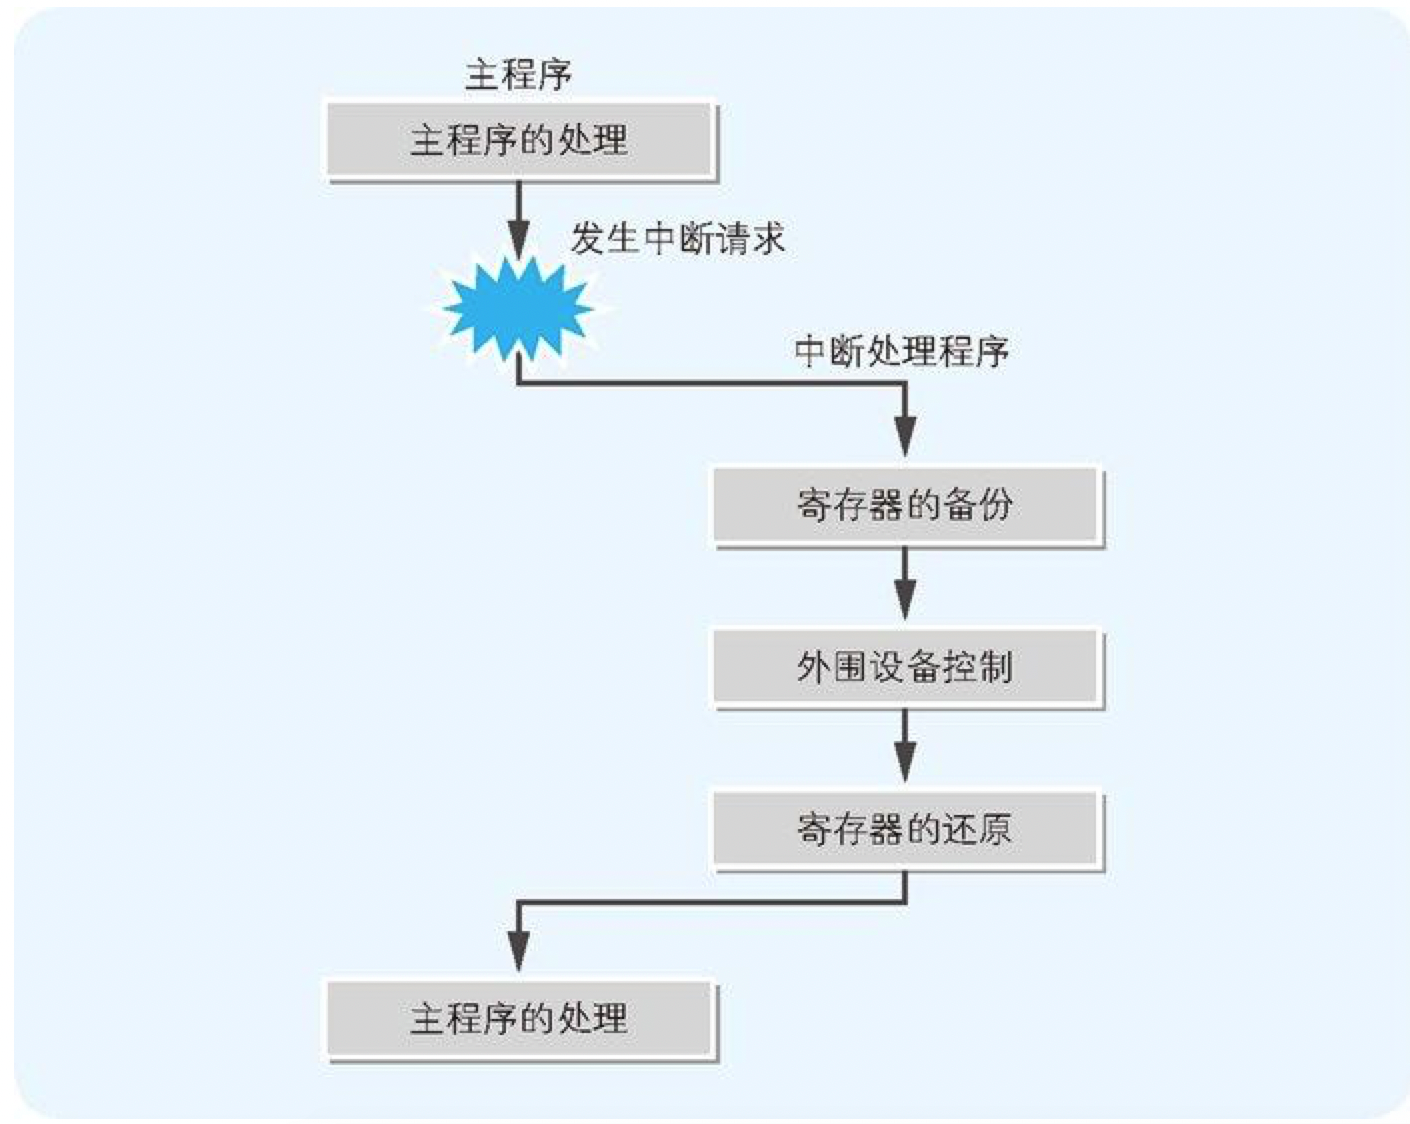 主程序
主程序的处理
发生中断请求
中断处理程序
寄存器的备份
外围设备控制
寄存器的还原
主程序的处理